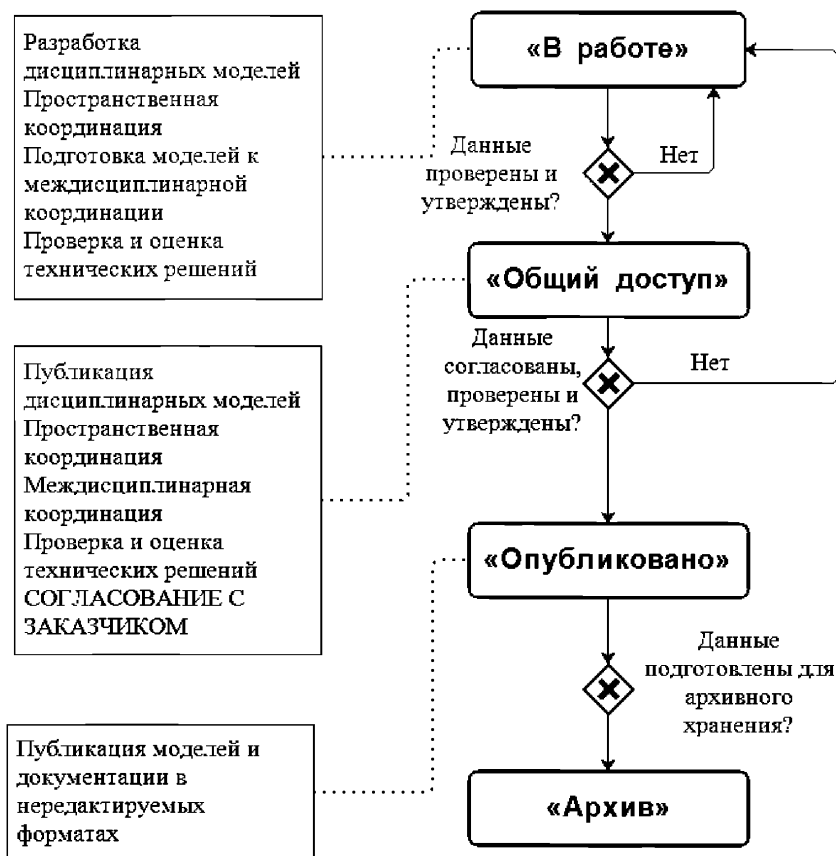 Разработка
дисциплинарных моделей
Пространственная
координация
Подготовка моделей к
междисциплинарной
координации
Проверка и оценка
технических решений
«В работе»
Данные
проверены и
утверждены?
Нет
«Общий доступ»
Публикация
дисциплинарных моделей
Пространственная
координация
Междисциплинарная
координация
Проверка и оценка
технических решений
СОГЛАСОВАНИЕ С
ЗАКАЗЧИКОМ
Данные
согласованы,
проверены и
утверждены?
Нет
«Опубликовано»
Публикация моделей и
документации в
нередактируемых
форматах
Данные
подготовлены для
архивного
хранения?
«Архив»